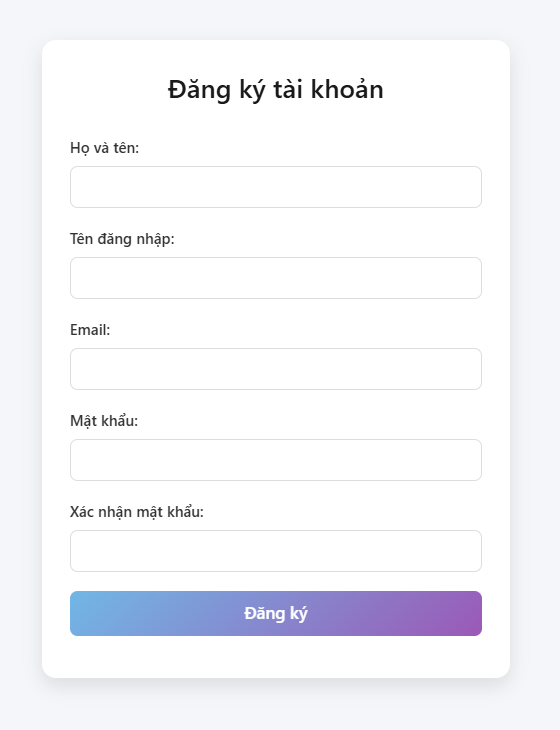 Đăng ký tài khoản
Họ và tên:
Tên đăng nhập:
Email:
Mật khẩu:
Xác nhận mật khẩu:
Đăng ký